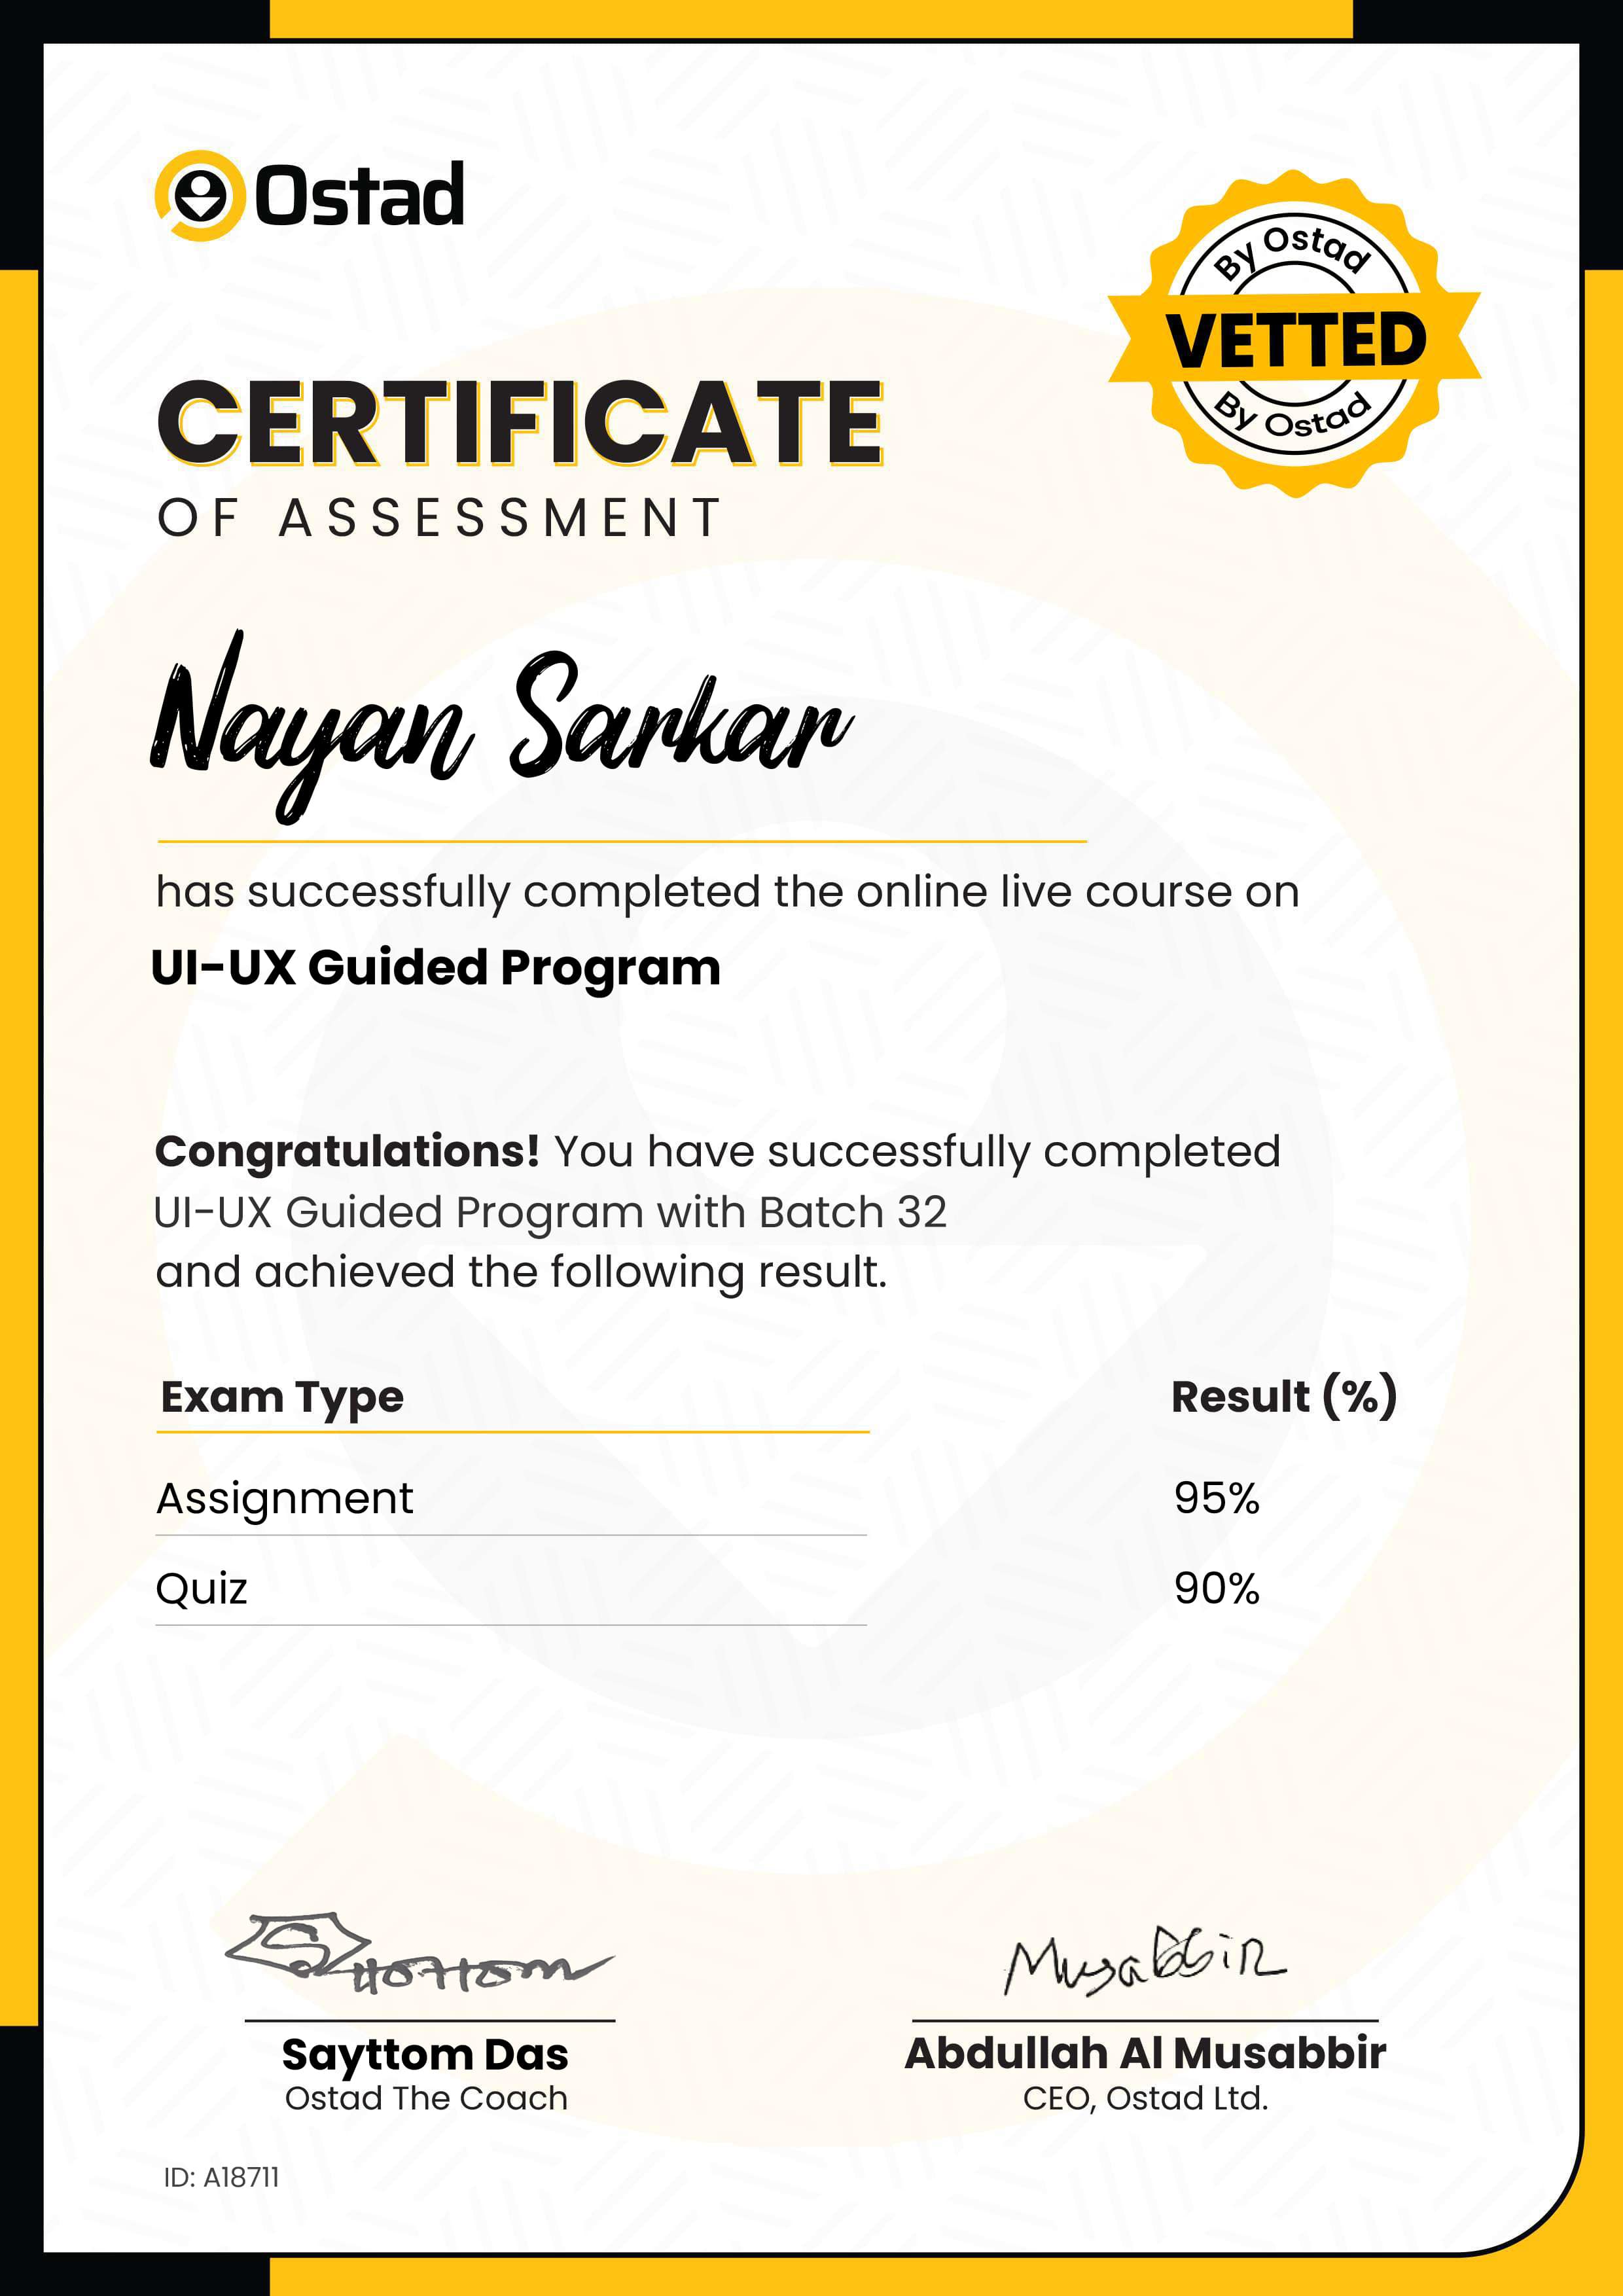 Ostad
By Ostad
VETTED
By Ostad
CERTIFICATE
OF ASSESSMENT
Nayan Sarkar
has successfully completed the online live course on
UI-UX Guided Program
Congratulations! You have successfully completed
UI-UX Guided Program with Batch 32
and achieved the following result.
Exam Type Result (%)
Assignment 95%
Quiz 90%
Musabbir
Sayttom Das
Ostad The Coach
Abdullah Al Musabbir
CEO, Ostad Ltd.
ID: A18711